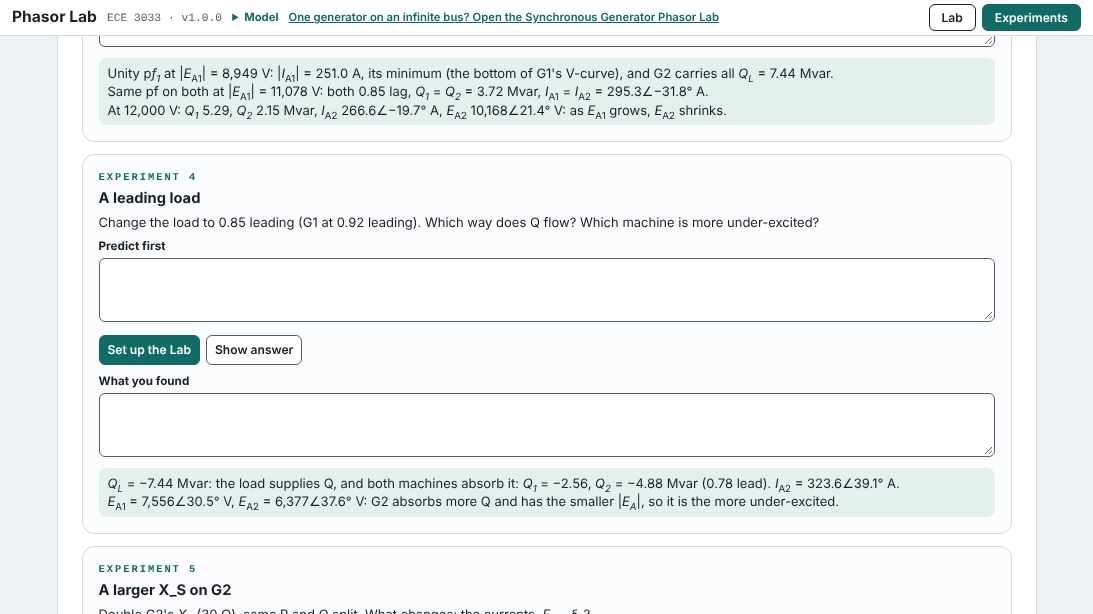 Phasor Lab ECE 3033 · v1.0.0 ▶ Model One generator on an infinite bus? Open the Synchronous Generator Phasor Lab Lab Experiments
Unity pf1 at |EA1| = 8,949 V: |IA1| = 251.0 A, its minimum (the bottom of G1's V-curve), and G2 carries all QL = 7.44 Mvar.
Same pf on both at |EA1| = 11,078 V: both 0.85 lag, Q1 = Q2 = 3.72 Mvar, IA1 = IA2 = 295.3∠−31.8° A.
At 12,000 V: Q1 5.29, Q2 2.15 Mvar, IA2 266.6∠−19.7° A, EA2 10,168∠21.4° V: as EA1 grows, EA2 shrinks.
EXPERIMENT 4
A leading load
Change the load to 0.85 leading (G1 at 0.92 leading). Which way does Q flow? Which machine is more under-excited?
Predict first
Set up the Lab Show answer
What you found
QL = −7.44 Mvar: the load supplies Q, and both machines absorb it: Q1 = −2.56, Q2 = −4.88 Mvar (0.78 lead). IA2 = 323.6∠39.1° A.
EA1 = 7,556∠30.5° V, EA2 = 6,377∠37.6° V: G2 absorbs more Q and has the smaller |EA|, so it is the more under-excited.
EXPERIMENT 5
A larger X_S on G2